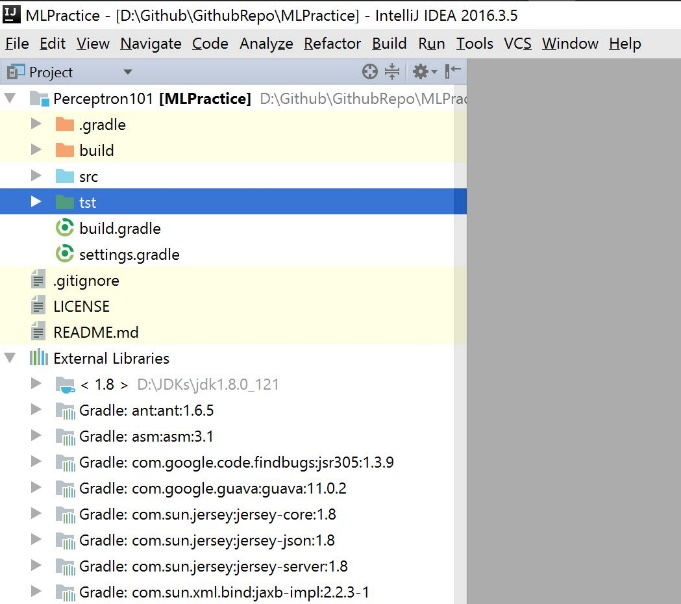 MLPractice - [D:\Github\GithubRepo\MLPractice] - IntelliJ IDEA 2016.3.5
File Edit View Navigate Code Analyze Refactor Build Run Tools VCS Window Help
Project
Perceptron101 [MLPractice] D:\Github\GithubRepo\MLPrac
.gradle
build
src
tst
build.gradle
settings.gradle
.gitignore
LICENSE
README.md
External Libraries
< 1.8 > D:\JDKs\jdk1.8.0_121
Gradle: ant:ant:1.6.5
Gradle: asm:asm:3.1
Gradle: com.google.code.findbugs:jsr305:1.3.9
Gradle: com.google.guava:guava:11.0.2
Gradle: com.sun.jersey:jersey-core:1.8
Gradle: com.sun.jersey:jersey-json:1.8
Gradle: com.sun.jersey:jersey-server:1.8
Gradle: com.sun.xml.bind:jaxb-impl:2.2.3-1